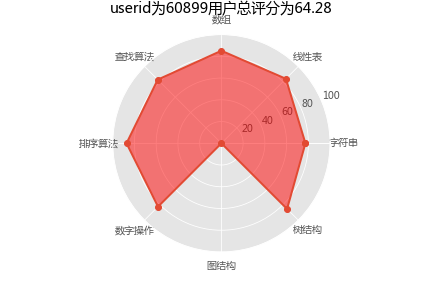 userid为60899用户总评分为64.28
数组
查找算法
线性表
100
80
60
40
20
排序算法
字符串
数字操作
树结构
图结构